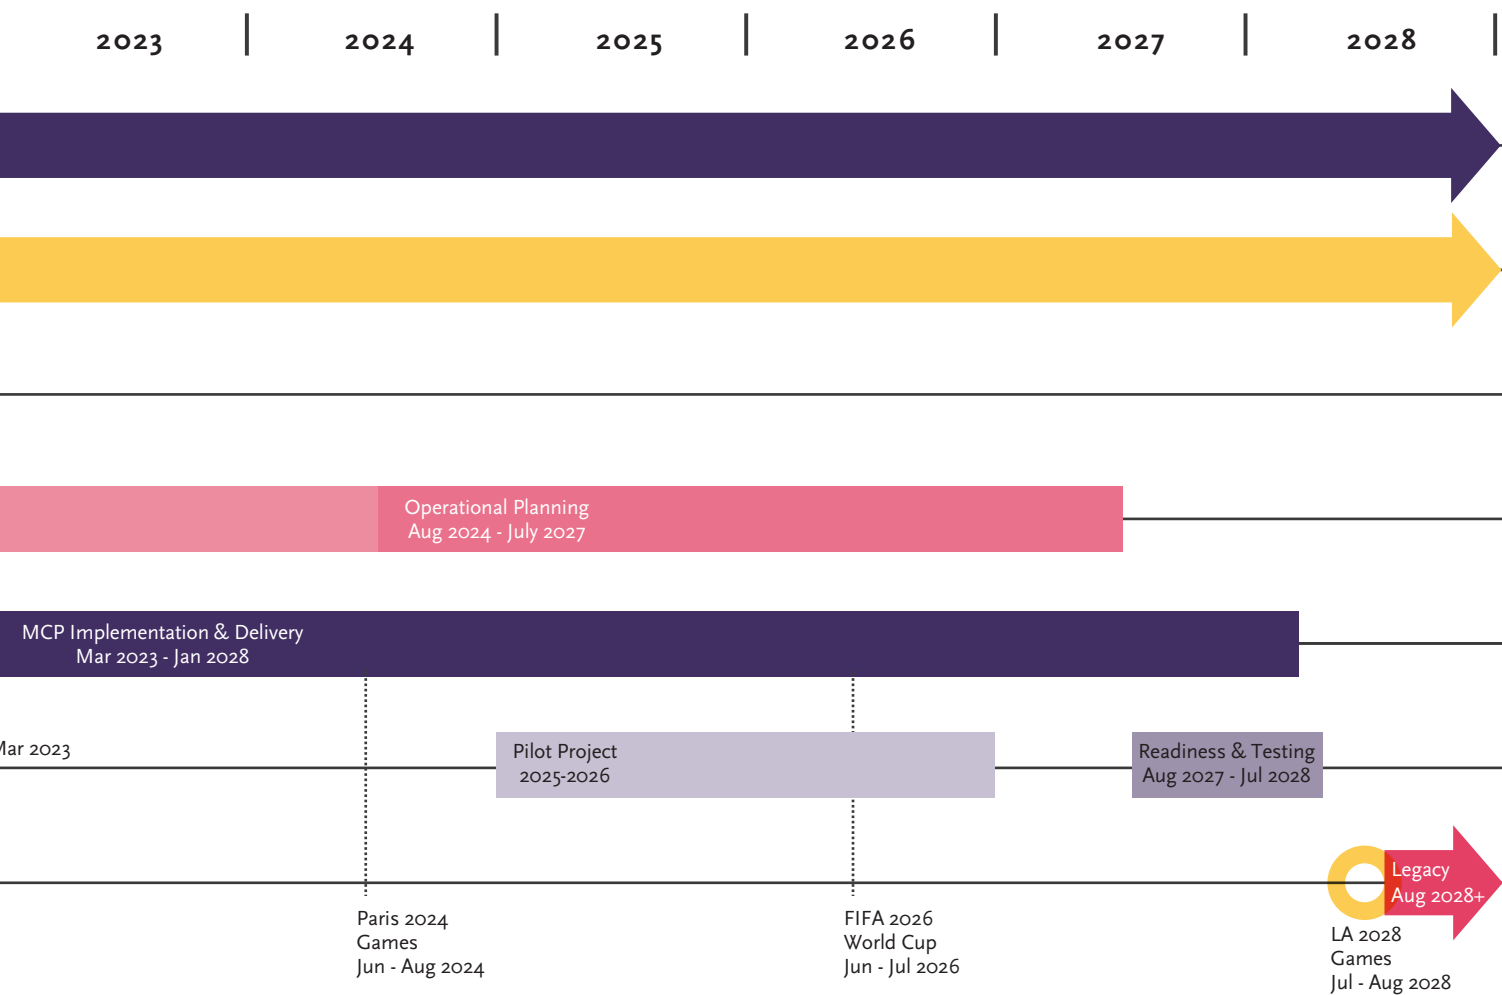 2023 | 2024 | 2025 | 2026 | 2027 | 2028 |
Operational Planning
Aug 2024 - July 2027
MCP Implementation & Delivery
Mar 2023 - Jan 2028
Mar 2023
Pilot Project
2025-2026
Readiness & Testing
Aug 2027 - Jul 2028
Legacy
Aug 2028+
Paris 2024
Games
Jun - Aug 2024
FIFA 2026
World Cup
Jun - Jul 2026
LA 2028
Games
Jul - Aug 2028